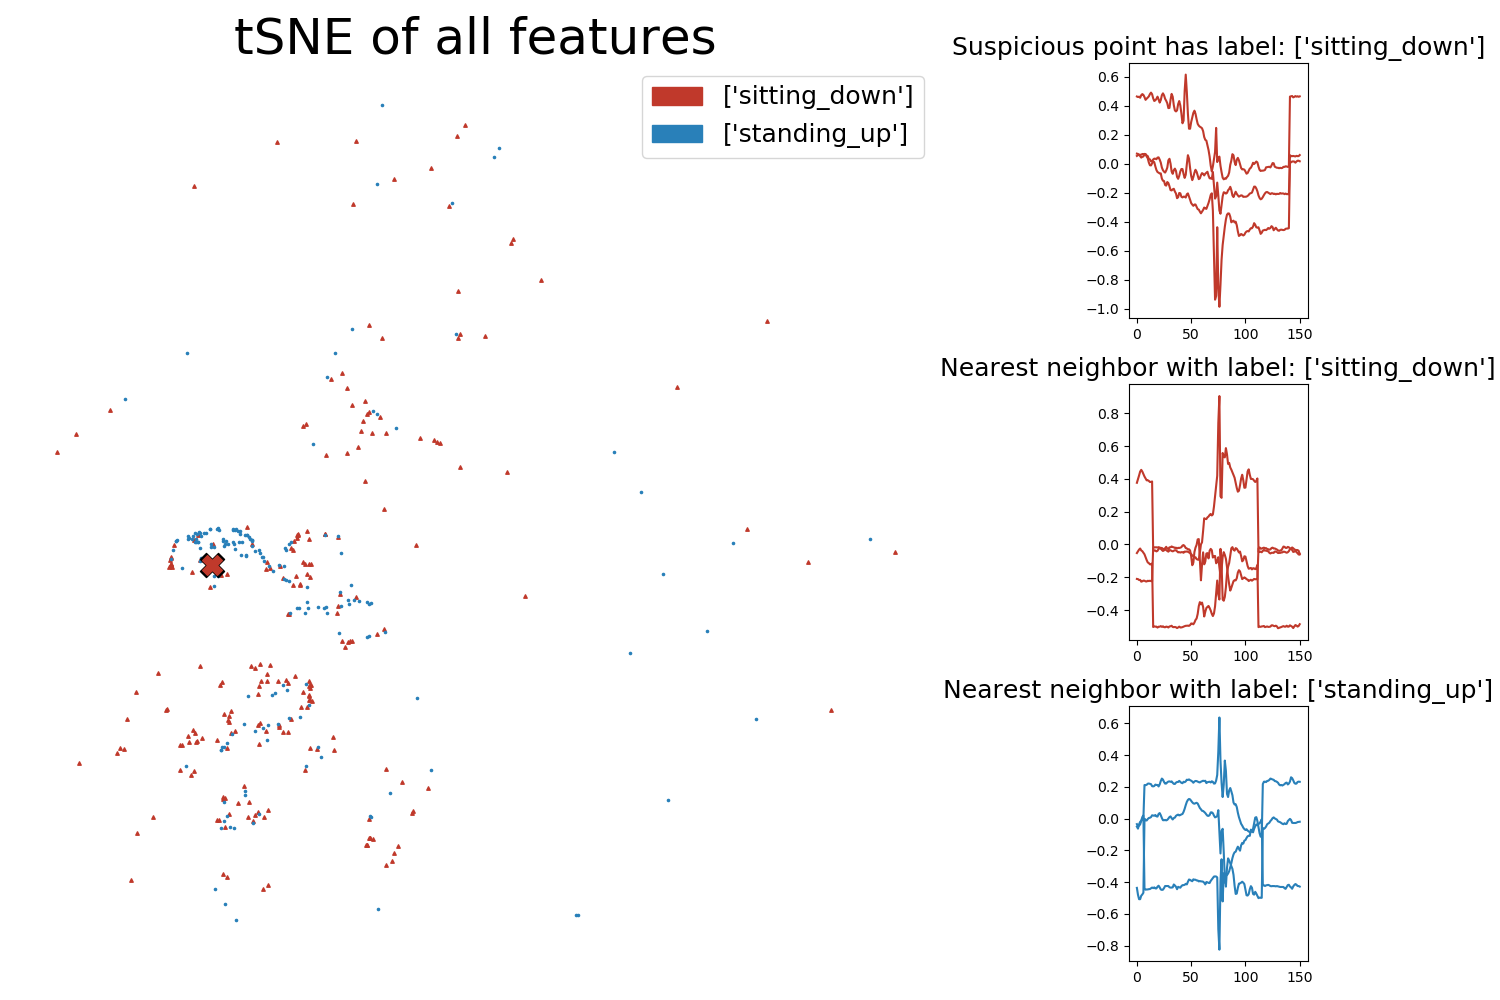 tSNE of all features
['sitting_down']
['standing_up']
Suspicious point has label: ['sitting_down']
0.6
0.4
0.2
0.0
−0.2
−0.4
−0.6
−0.8
−1.0
0 50 100 150
Nearest neighbor with label: ['sitting_down']
0.8
0.6
0.4
0.2
0.0
−0.2
−0.4
0 50 100 150
Nearest neighbor with label: ['standing_up']
0.6
0.4
0.2
0.0
−0.2
−0.4
−0.6
−0.8
0 50 100 150